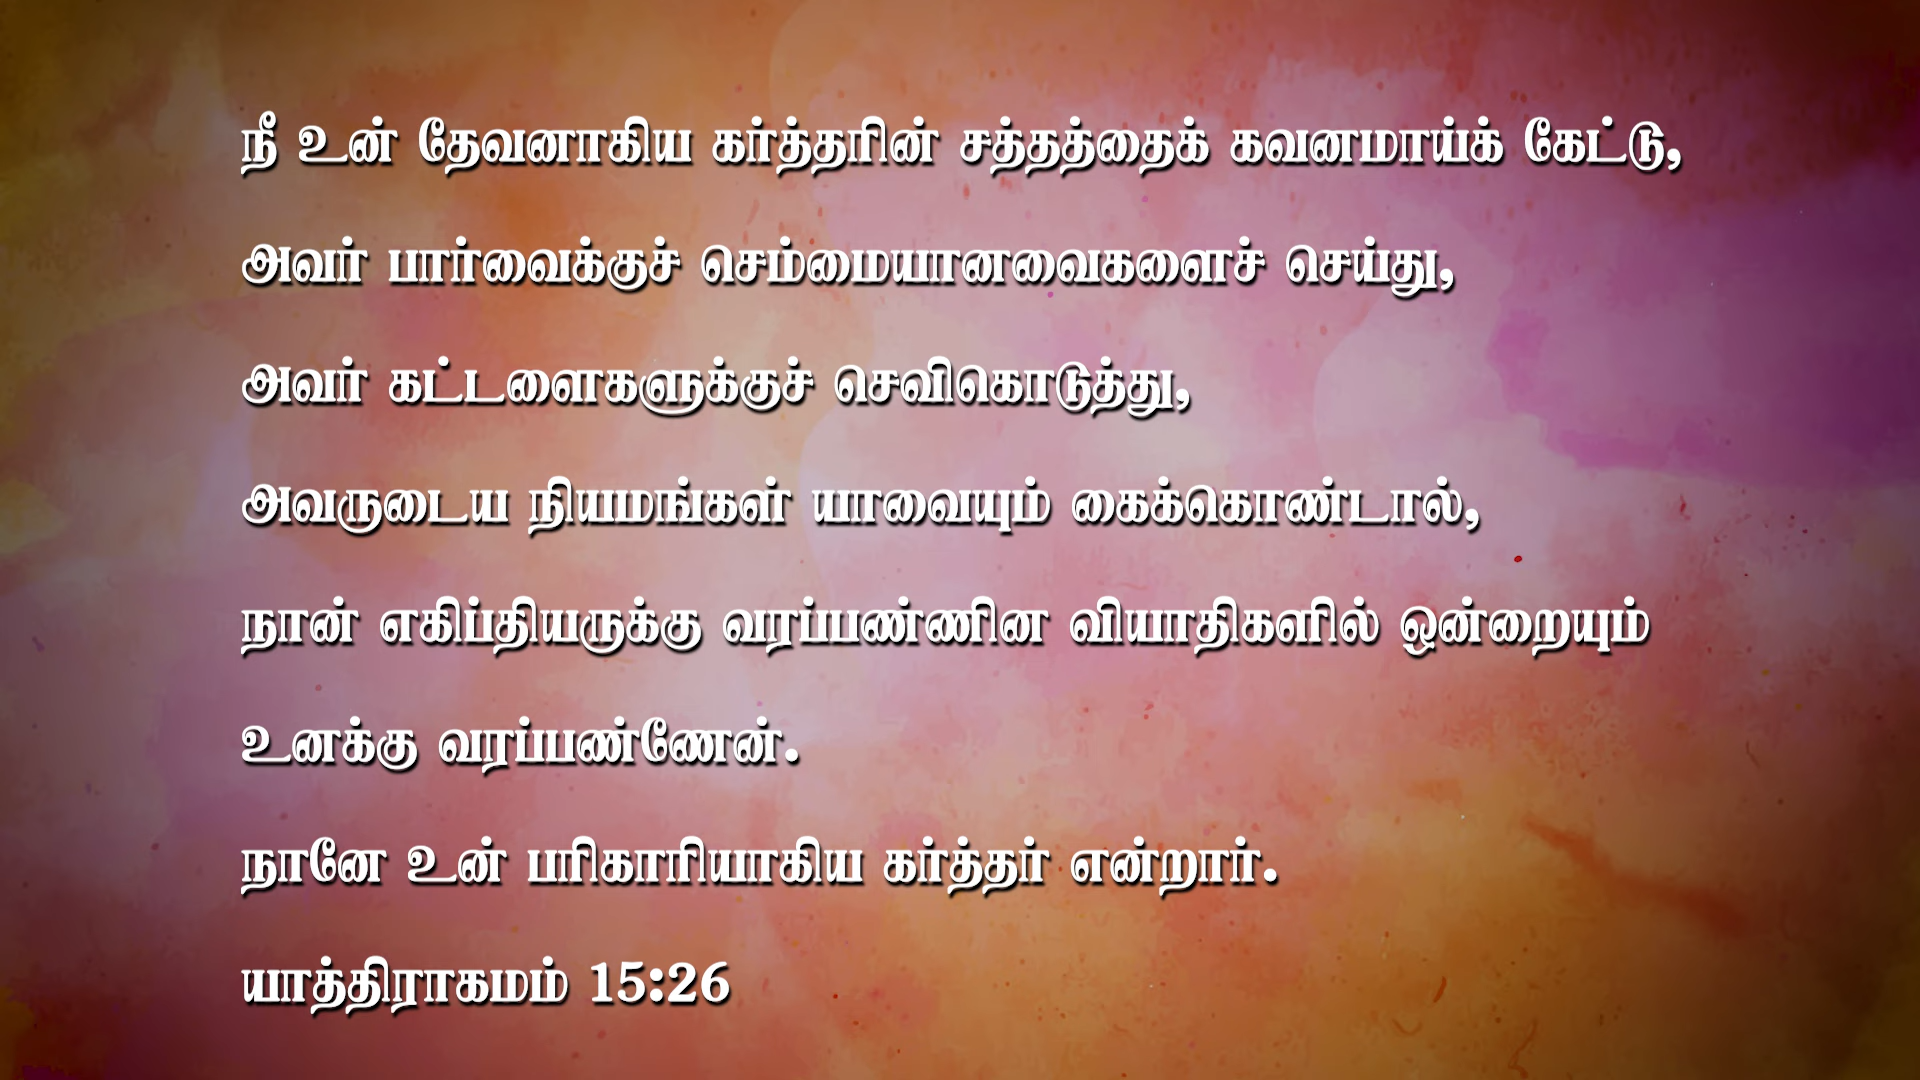 நீ உன் தேவனாகிய கர்த்தரின் சத்தத்தைக் கவனமாய்க் கேட்டு,
அவர் பார்வைக்குச் செம்மையானவைகளைச் செய்து,
அவர் கட்டளைகளுக்குச் செவிகொடுத்து,
அவருடைய நியமங்கள் யாவையும் கைக்கொண்டால்,
நான் எகிப்தியருக்கு வரப்பண்ணின வியாதிகளில் ஒன்றையும்
உனக்கு வரப்பண்ணேன்.
நானே உன் பரிகாரியாகிய கர்த்தர் என்றார்.
யாத்திராகமம் 15:26